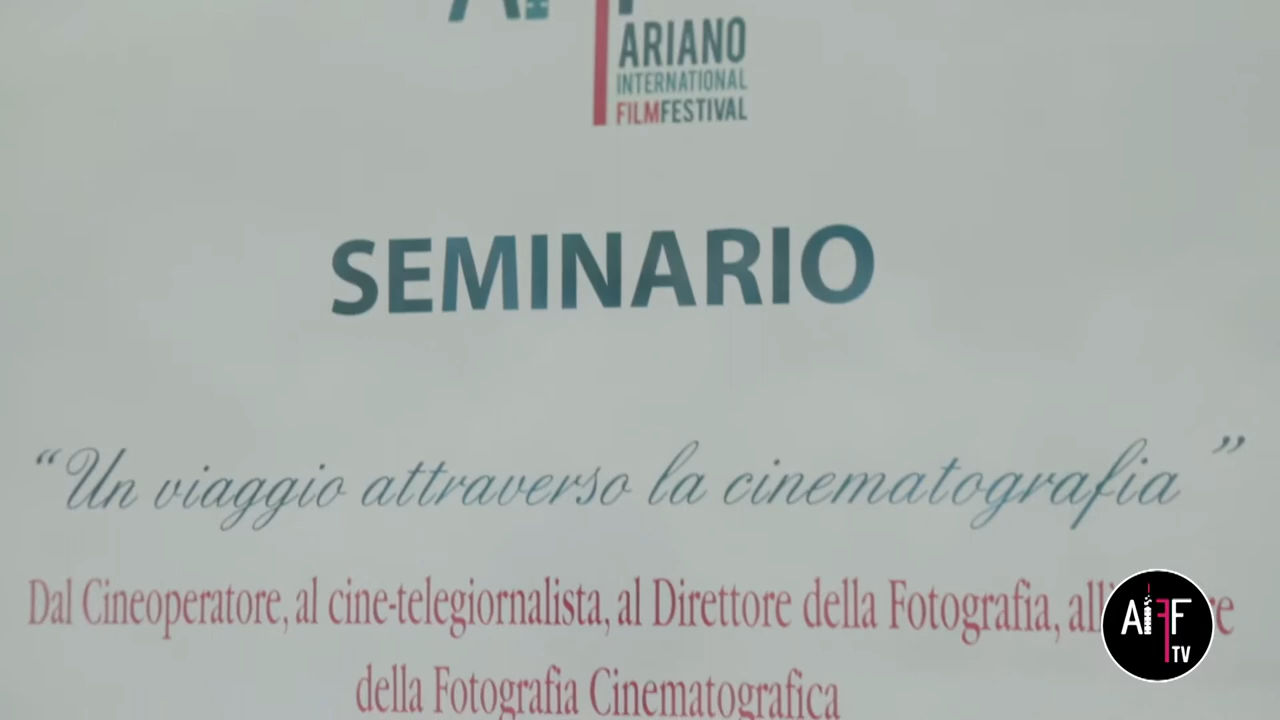 ARIANO
INTERNATIONAL
FILMFESTIVAL
SEMINARIO
“Un viaggio attraverso la cinematografia”
Dal Cineoperatore, al cine-telegiornalista, al Direttore della Fotografia,
della Fotografia Cinematografica
AIFF
TV